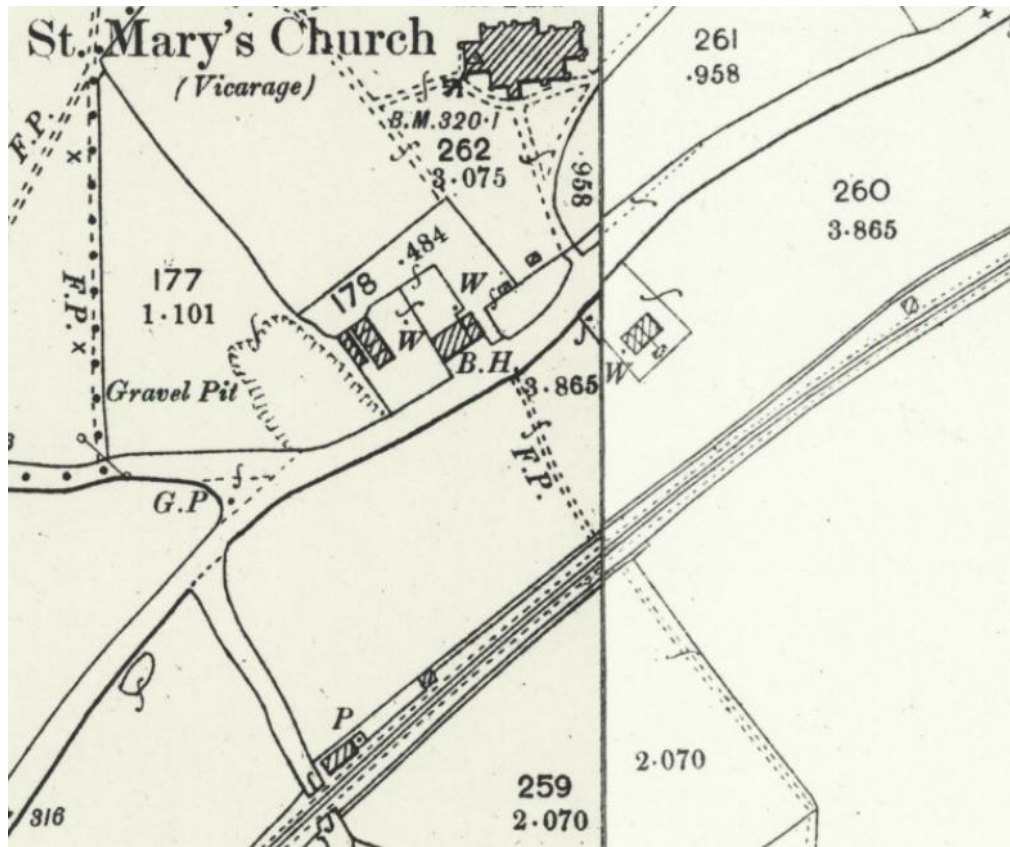 St. Mary's Church
(Vicarage)
B.M.320·1
262
3·075
261
·958
·958
260
3·865
F.P.
F.P.
177
1·101
178
·484
W
W
B.H.
W
3·865
Gravel Pit
G.P
F.P.
P
259
2·070
2·070
316